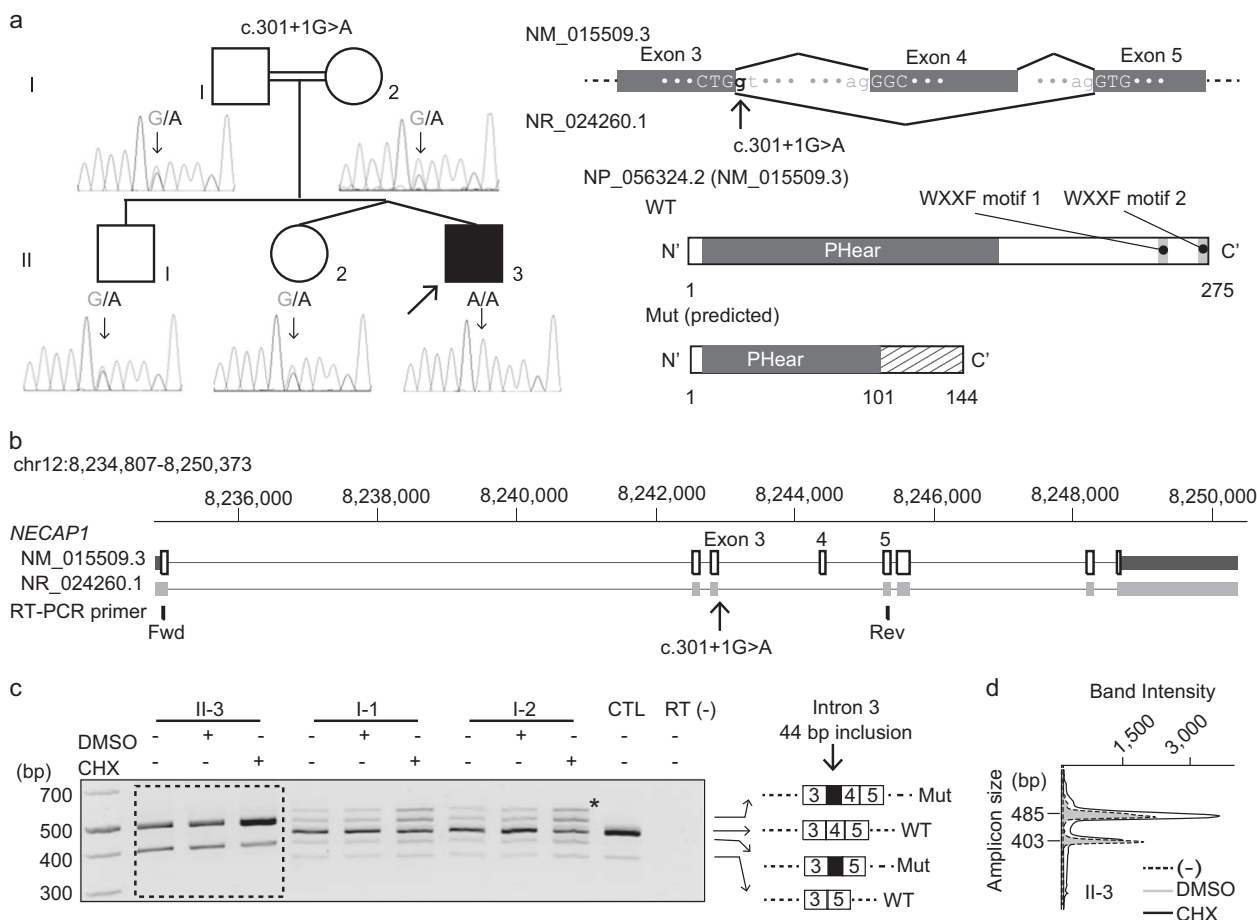 a
c.301+1G>A
I
I
2
G/A
G/A
II
I
2
3
G/A
G/A
A/A
NM_015509.3
Exon 3
Exon 4
Exon 5
•••CTGgt••• •••agGGC••• •••agGTG•••
NR_024260.1
c.301+1G>A
NP_056324.2 (NM_015509.3)
WT
WXXF motif 1
WXXF motif 2
N' PHear C'
1 275
Mut (predicted)
N' PHear C'
1 101 144
b
chr12:8,234,807-8,250,373
8,236,000 8,238,000 8,240,000 8,242,000 8,244,000 8,246,000 8,248,000 8,250,000
NECAP1
Exon 3 4 5
NM_015509.3
NR_024260.1
RT-PCR primer
Fwd
Rev
c.301+1G>A
c
II-3 I-1 I-2 CTL RT (-)
DMSO - + - - + - - + - - -
CHX - - + - - + - - + - -
(bp)
700
500
400
300
*
Intron 3
44 bp inclusion
3 4 5 Mut
3 4 5 WT
3 5 Mut
3 5 WT
d
Band Intensity
1,500
3,000
(bp)
Amplicon size
485
403
(-)
DMSO
CHX
II-3